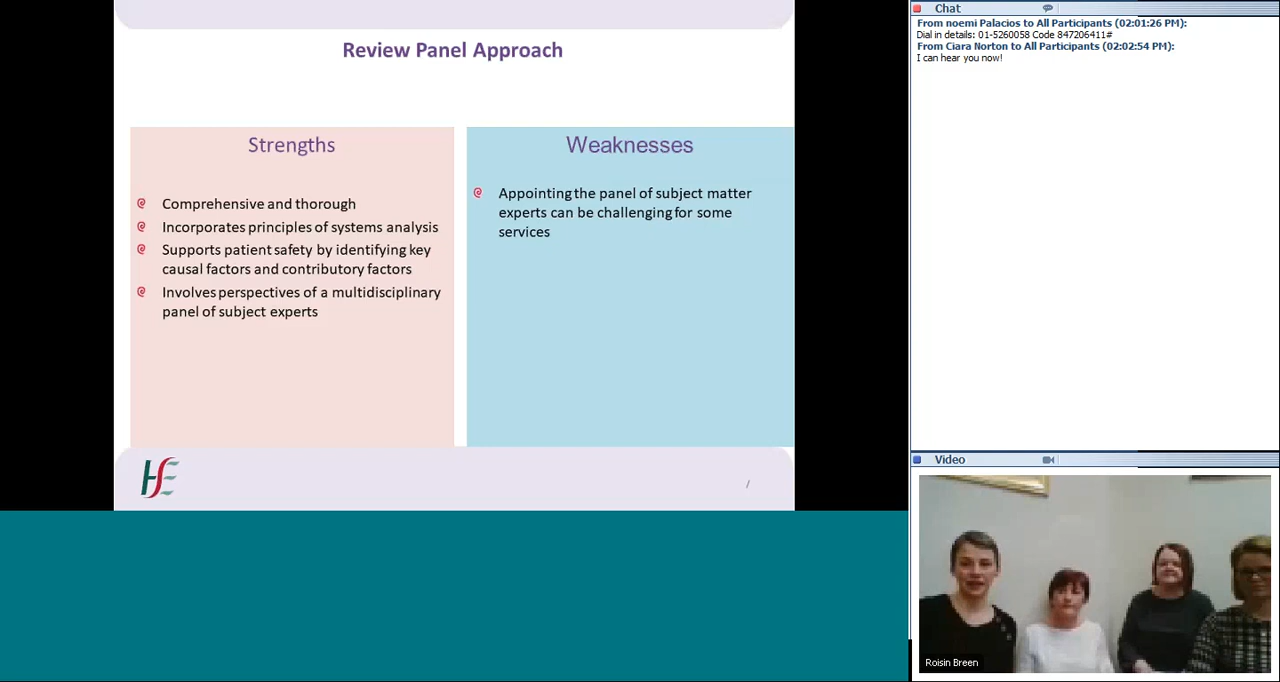 Review Panel Approach
Strengths
Comprehensive and thorough
Incorporates principles of systems analysis
Supports patient safety by identifying key
causal factors and contributory factors
Involves perspectives of a multidisciplinary
panel of subject experts
Weaknesses
Appointing the panel of subject matter
experts can be challenging for some
services
HSE
/
Chat
From noemi Palacios to All Participants (02:01:26 PM):
Dial in details: 01-5260058 Code 847206411#
From Ciara Norton to All Participants (02:02:54 PM):
I can hear you now!
Video
Roisin Breen